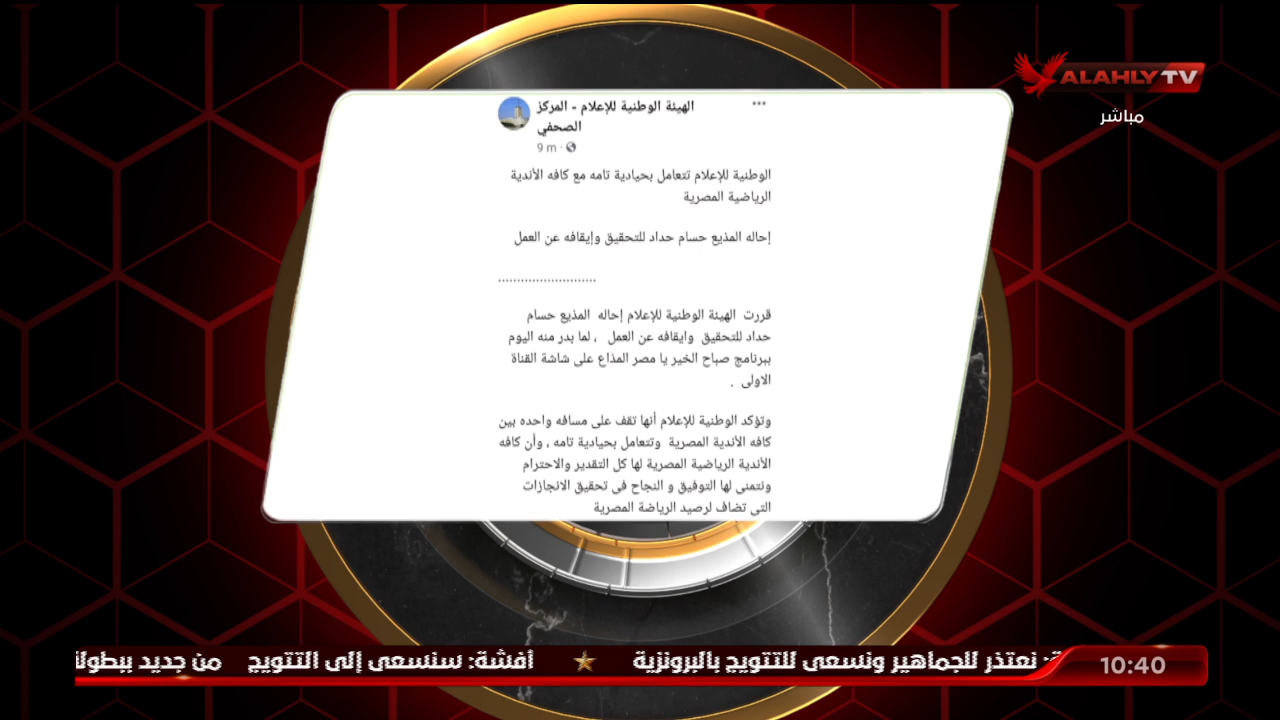 ALAHLY TV
مباشر
الهيئة الوطنية للإعلام - المركز
الصحفي
9 m
الوطنية للإعلام تتعامل بحيادية تامه مع كافه الأندية
الرياضية المصرية
إحاله المذيع حسام حداد للتحقيق وإيقافه عن العمل
..........................
قررت الهيئة الوطنية للإعلام إحاله المذيع حسام
حداد للتحقيق وايقافه عن العمل ، لما بدر منه اليوم
ببرنامج صباح الخير يا مصر المذاع على شاشة القناة
الاولى .
وتؤكد الوطنية للإعلام أنها تقف على مسافه واحده بين
كافه الأندية المصرية وتتعامل بحيادية تامه ، وأن كافه
الأندية الرياضية المصرية لها كل التقدير والاحترام
ونتمنى لها التوفيق و النجاح فى تحقيق الانجازات
التى تضاف لرصيد الرياضة المصرية
نعتذر للجماهير ونسعى للتتويج بالبرونزية ★ أفشة: سنسعى إلى التتويج من جديد ببطولة
10:40